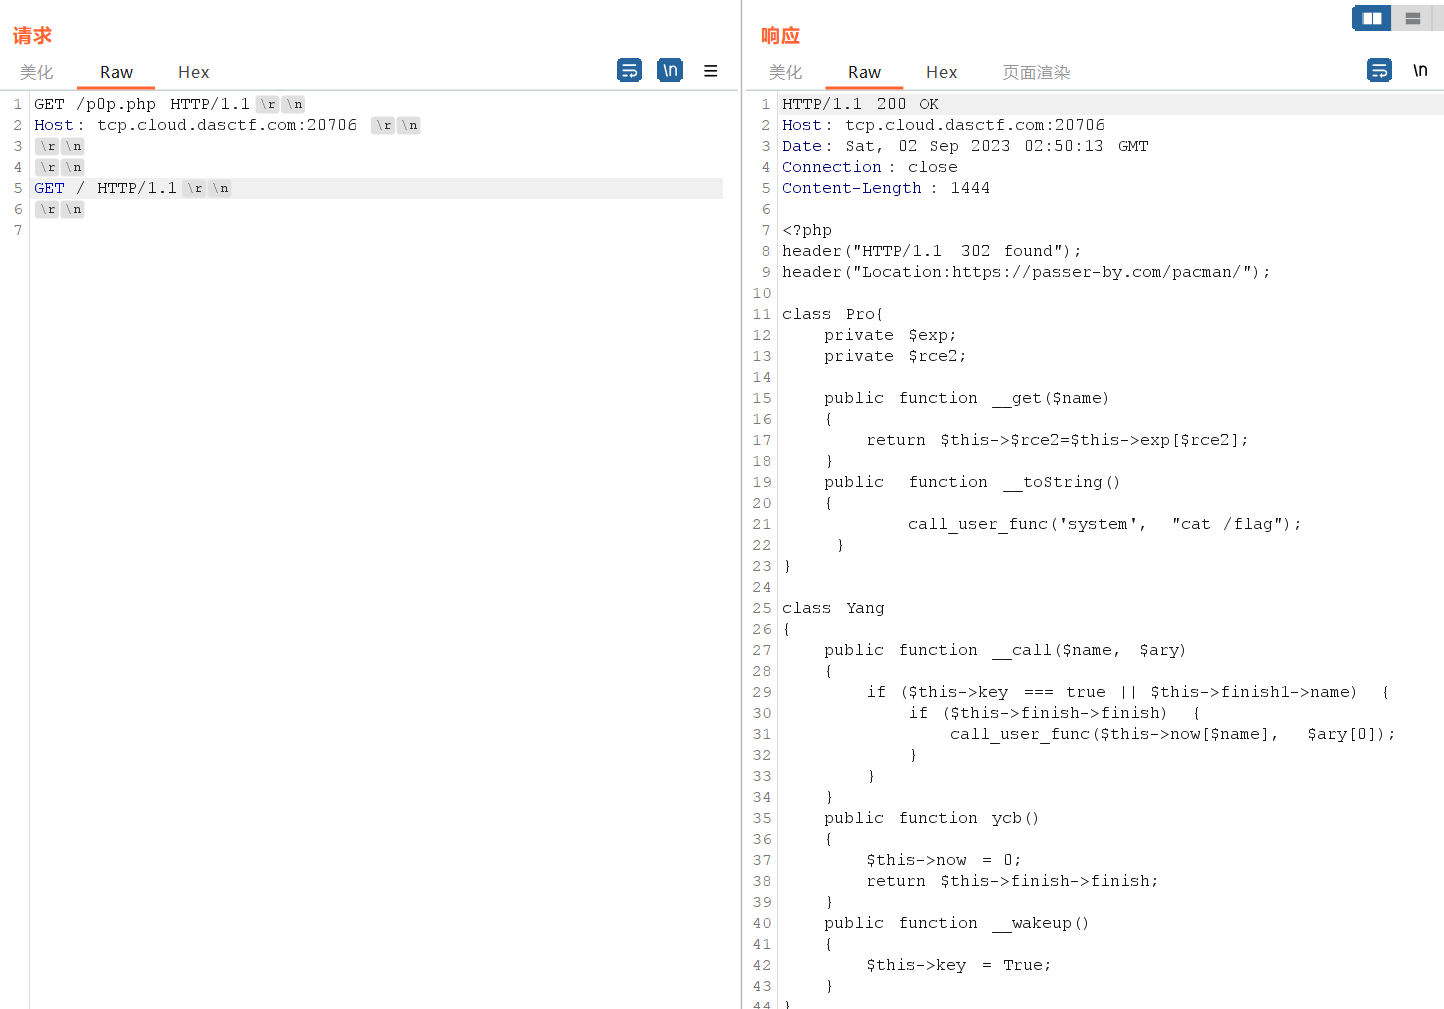 请求
美化 Raw Hex \n
1 GET /p0p.php HTTP/1.1 \r \n
2 Host: tcp.cloud.dasctf.com:20706 \r \n
3 \r \n
4 \r \n
5 GET / HTTP/1.1 \r \n
6 \r \n
7
响应
美化 Raw Hex 页面渲染 \n
1 HTTP/1.1 200 OK
2 Host: tcp.cloud.dasctf.com:20706
3 Date: Sat, 02 Sep 2023 02:50:13 GMT
4 Connection: close
5 Content-Length: 1444
6
7 <?php
8 header("HTTP/1.1 302 found");
9 header("Location:https://passer-by.com/pacman/");
10
11 class Pro{
12 private $exp;
13 private $rce2;
14
15 public function __get($name)
16 {
17 return $this->$rce2=$this->exp[$rce2];
18 }
19 public function __toString()
20 {
21 call_user_func('system', "cat /flag");
22 }
23 }
24
25 class Yang
26 {
27 public function __call($name, $ary)
28 {
29 if ($this->key === true || $this->finish1->name) {
30 if ($this->finish->finish) {
31 call_user_func($this->now[$name], $ary[0]);
32 }
33 }
34 }
35 public function ycb()
36 {
37 $this->now = 0;
38 return $this->finish->finish;
39 }
40 public function __wakeup()
41 {
42 $this->key = True;
43 }
44 }